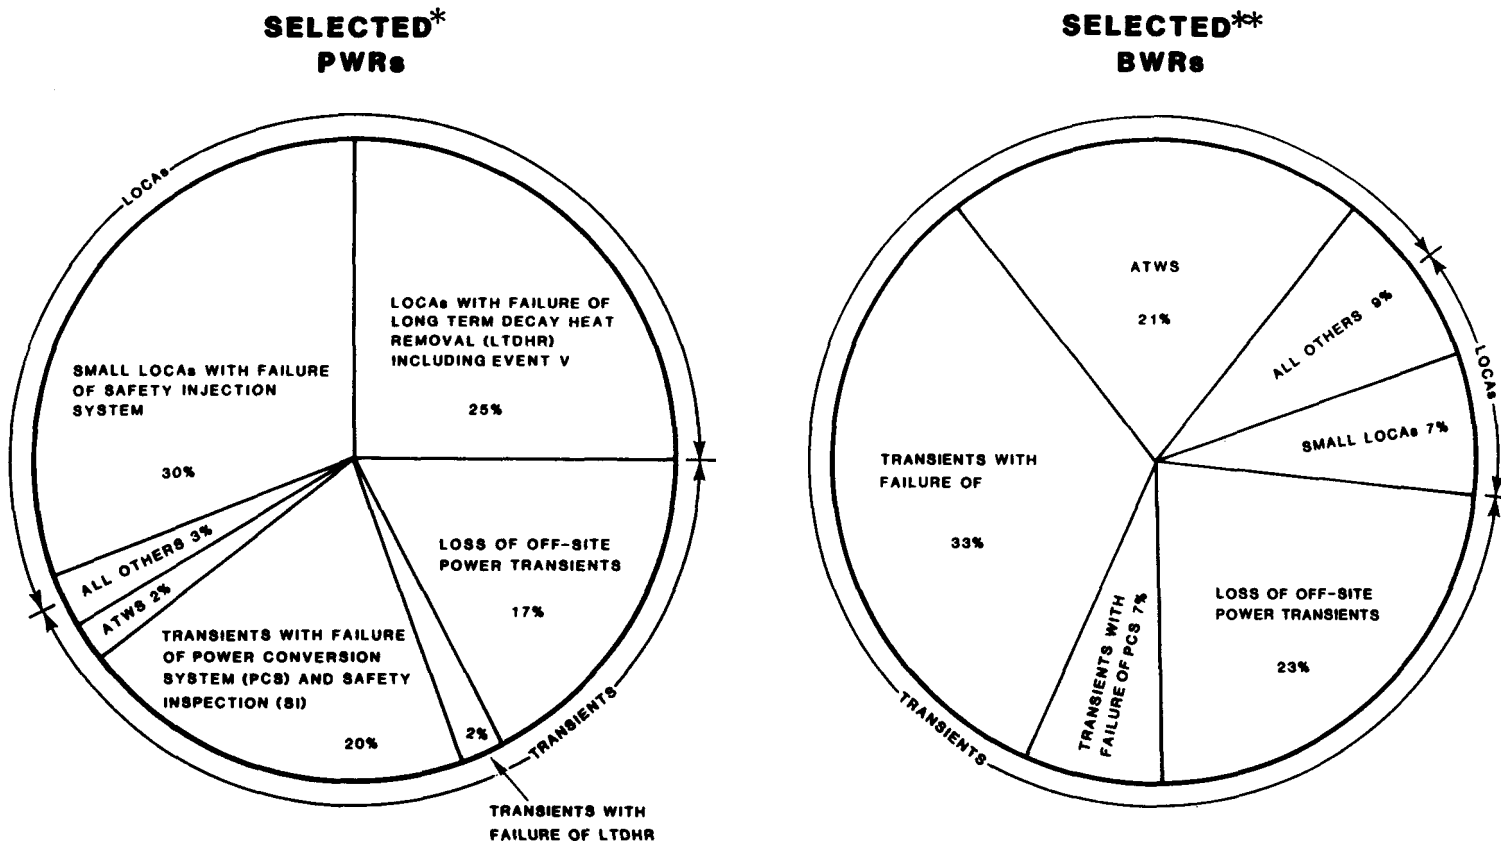 SELECTED*
PWRs
LOCAs
LOCAs WITH FAILURE OF
LONG TERM DECAY HEAT
REMOVAL (LTDHR)
INCLUDING EVENT V
25%
SMALL LOCAs WITH FAILURE
OF SAFETY INJECTION
SYSTEM
30%
ALL OTHERS 3%
ATWS 2%
LOSS OF OFF-SITE
POWER TRANSIENTS
17%
TRANSIENTS WITH FAILURE
OF POWER CONVERSION
SYSTEM (PCS) AND SAFETY
INSPECTION (SI)
20%
2%
TRANSIENTS
TRANSIENTS WITH
FAILURE OF LTDHR
SELECTED**
BWRs
ATWS
21%
ALL OTHERS 9%
LOCAs
SMALL LOCAs 7%
TRANSIENTS WITH
FAILURE OF
33%
TRANSIENTS WITH
FAILURE OF PCS 7%
LOSS OF OFF-SITE
POWER TRANSIENTS
23%
TRANSIENTS